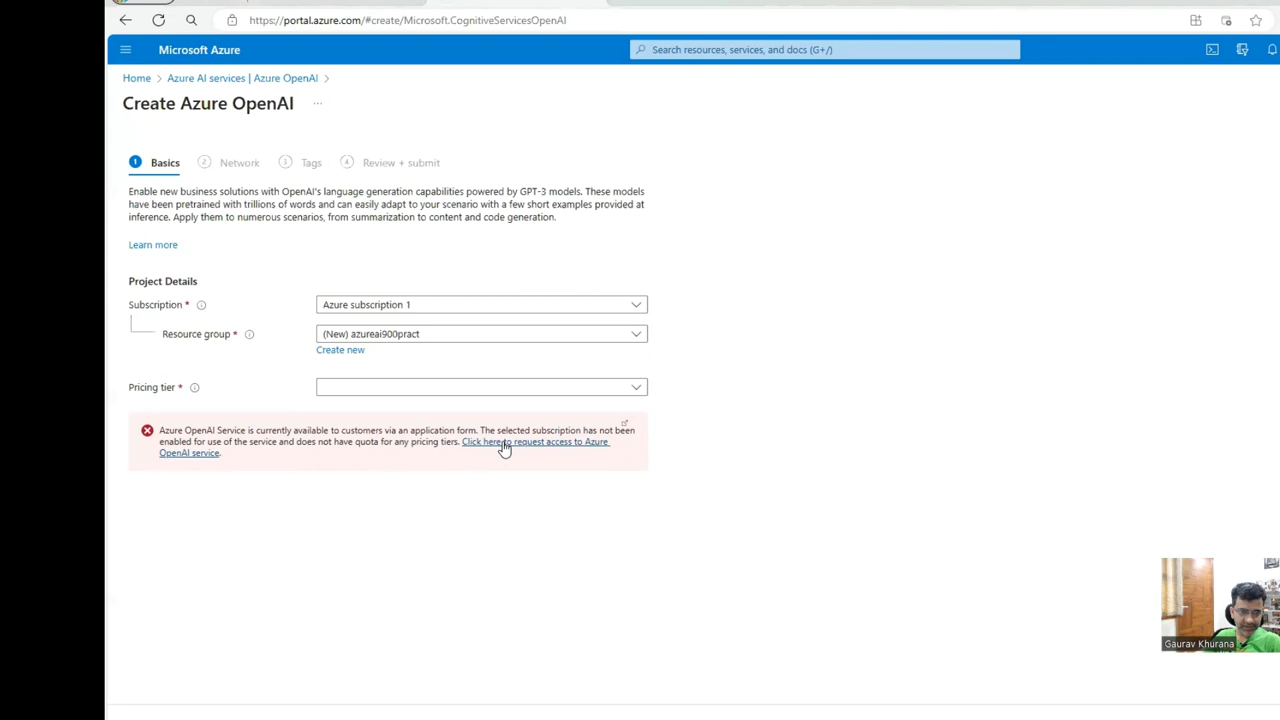 https://portal.azure.com/#create/Microsoft.CognitiveServicesOpenAI
Microsoft Azure
Search resources, services, and docs (G+/)
Home > Azure AI services | Azure OpenAI >
Create Azure OpenAI ...
1 Basics 2 Network 3 Tags 4 Review + submit
Enable new business solutions with OpenAI's language generation capabilities powered by GPT-3 models. These models
have been pretrained with trillions of words and can easily adapt to your scenario with a few short examples provided at
inference. Apply them to numerous scenarios, from summarization to content and code generation.
Learn more
Project Details
Subscription * Azure subscription 1
Resource group * (New) azureai900pract
Create new
Pricing tier *
Azure OpenAI Service is currently available to customers via an application form. The selected subscription has not been
enabled for use of the service and does not have quota for any pricing tiers. Click here to request access to Azure
OpenAI service.
Gaurav Khurana